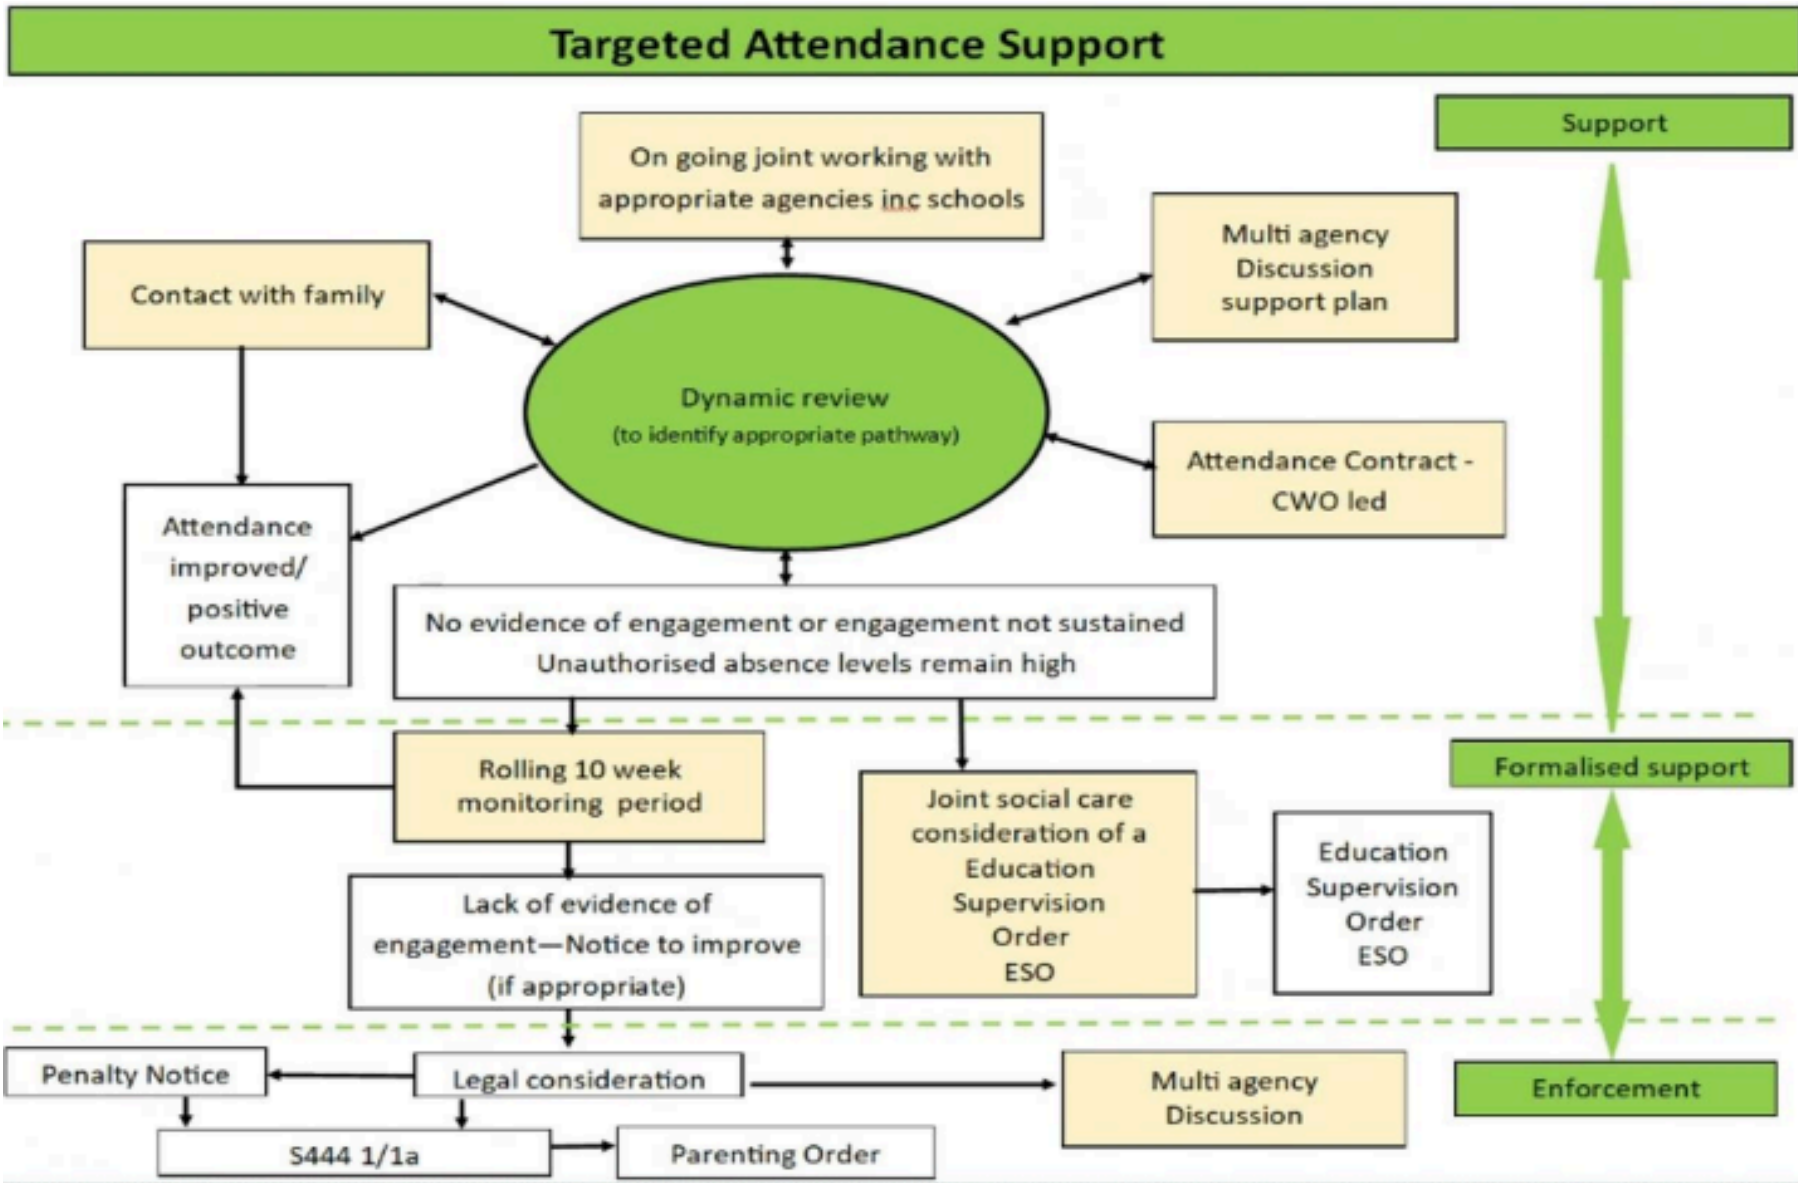 Targeted Attendance Support
Support
On going joint working with
appropriate agencies inc schools
Multi agency
Discussion
support plan
Contact with family
Dynamic review
(to identify appropriate pathway)
Attendance Contract -
CWO led
Attendance
improved/
positive
outcome
No evidence of engagement or engagement not sustained
Unauthorised absence levels remain high
Rolling 10 week
monitoring period
Formalised support
Joint social care
consideration of a
Education
Supervision
Order
ESO
Education
Supervision
Order
ESO
Lack of evidence of
engagement—Notice to improve
(if appropriate)
Penalty Notice
Legal consideration
Multi agency
Discussion
Enforcement
S444 1/1a
Parenting Order